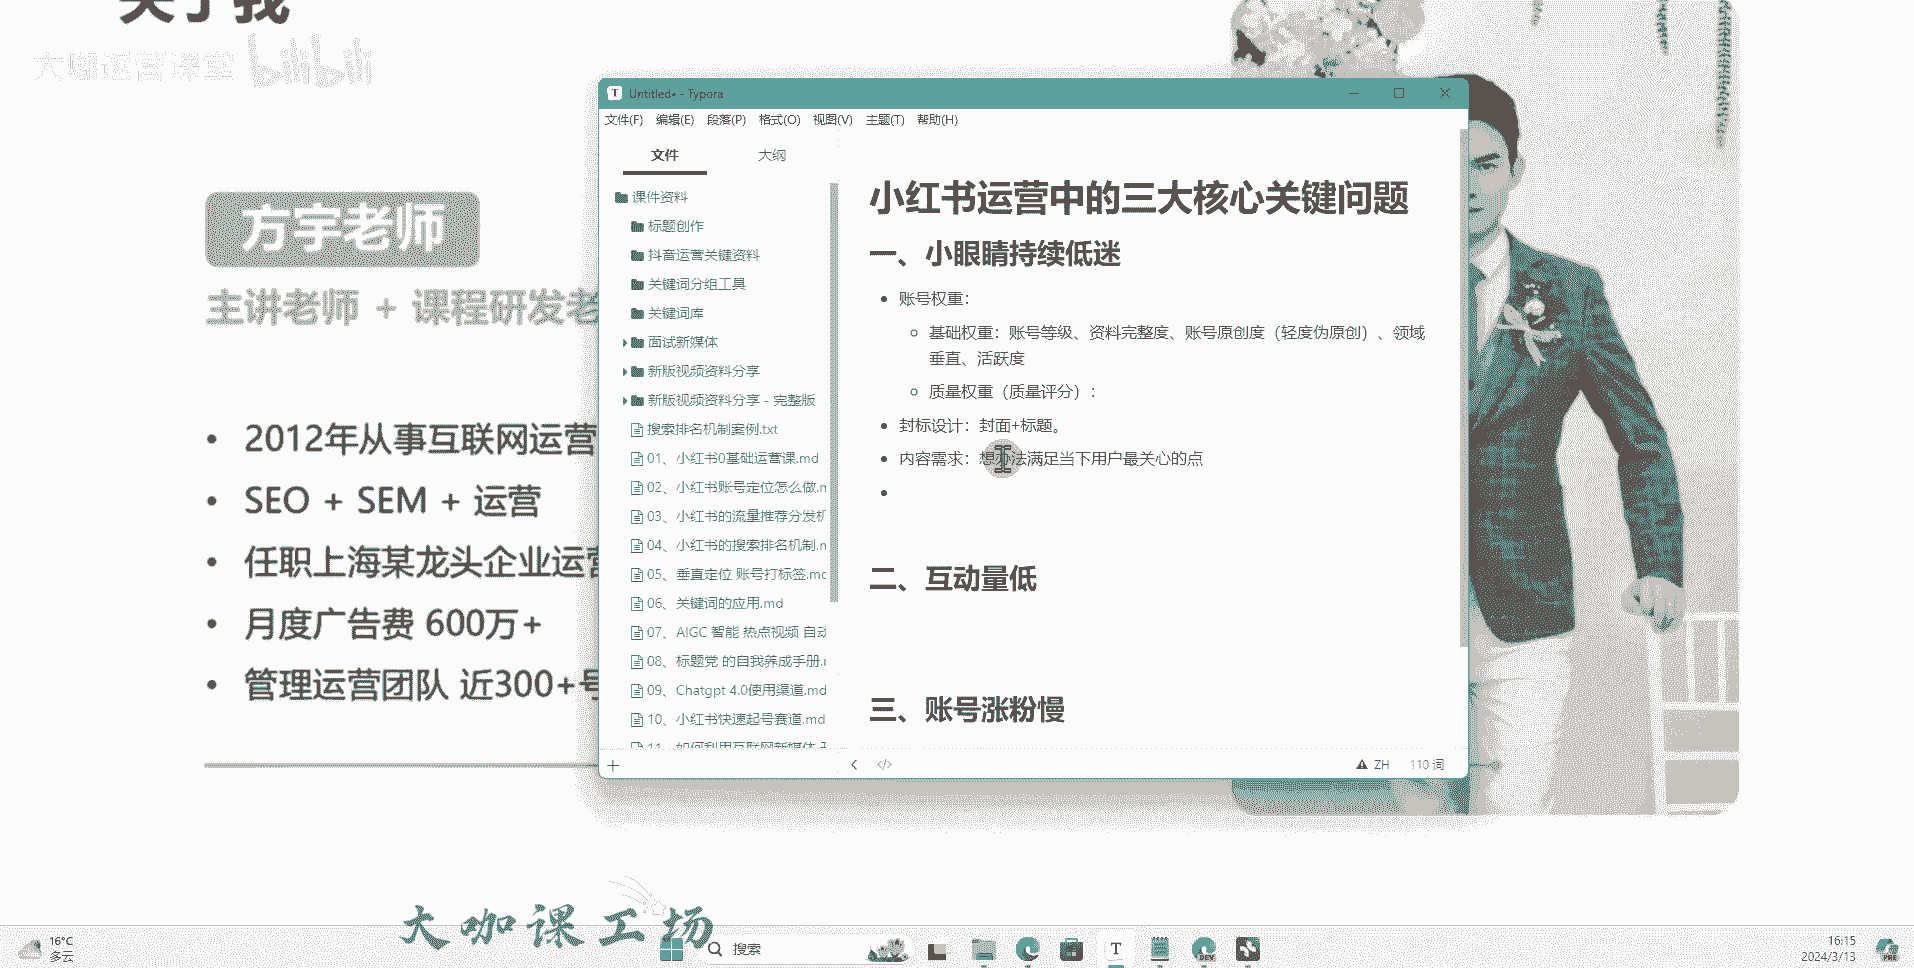 关于我
大咖运营课堂 bilibili
方宇老师
主讲老师 + 课程研发老
• 2012年从事互联网运营
• SEO + SEM + 运营
• 任职上海某龙头企业运营
• 月度广告费 600万+
• 管理运营团队 近300+号
Untitled• - Typora
文件(F) 编辑(E) 段落(P) 格式(O) 视图(V) 主题(T) 帮助(H)
文件 大纲
课件资料
标题创作
抖音运营关键资料
关键词分组工具
关键词库
面试新媒体
新版视频资料分享
新版视频资料分享 - 完整版
搜索排名机制案例.txt
01、小红书0基础运营课.md
02、小红书账号定位怎么做.m
03、小红书的流量推荐分发机
04、小红书的搜索排名机制.m
05、垂直定位 账号打标签.md
06、关键词的应用.md
07、AIGC 智能 热点视频 自动
08、标题党 的自我养成手册.m
09、Chatgpt 4.0使用渠道.md
10、小红书快速起号赛道.md
11、如何利用互联网新媒体
小红书运营中的三大核心关键问题
一、小眼睛持续低迷
• 账号权重：
基础权重：账号等级、资料完整度、账号原创度（轻度伪原创）、领域
垂直、活跃度
质量权重（质量评分）：
• 封标设计：封面+标题。
• 内容需求：想办法满足当下用户最关心的点
二、互动量低
三、账号涨粉慢
ZH 110 词
大咖课工场
16°C
多云
搜索
16:15
2024/3/13